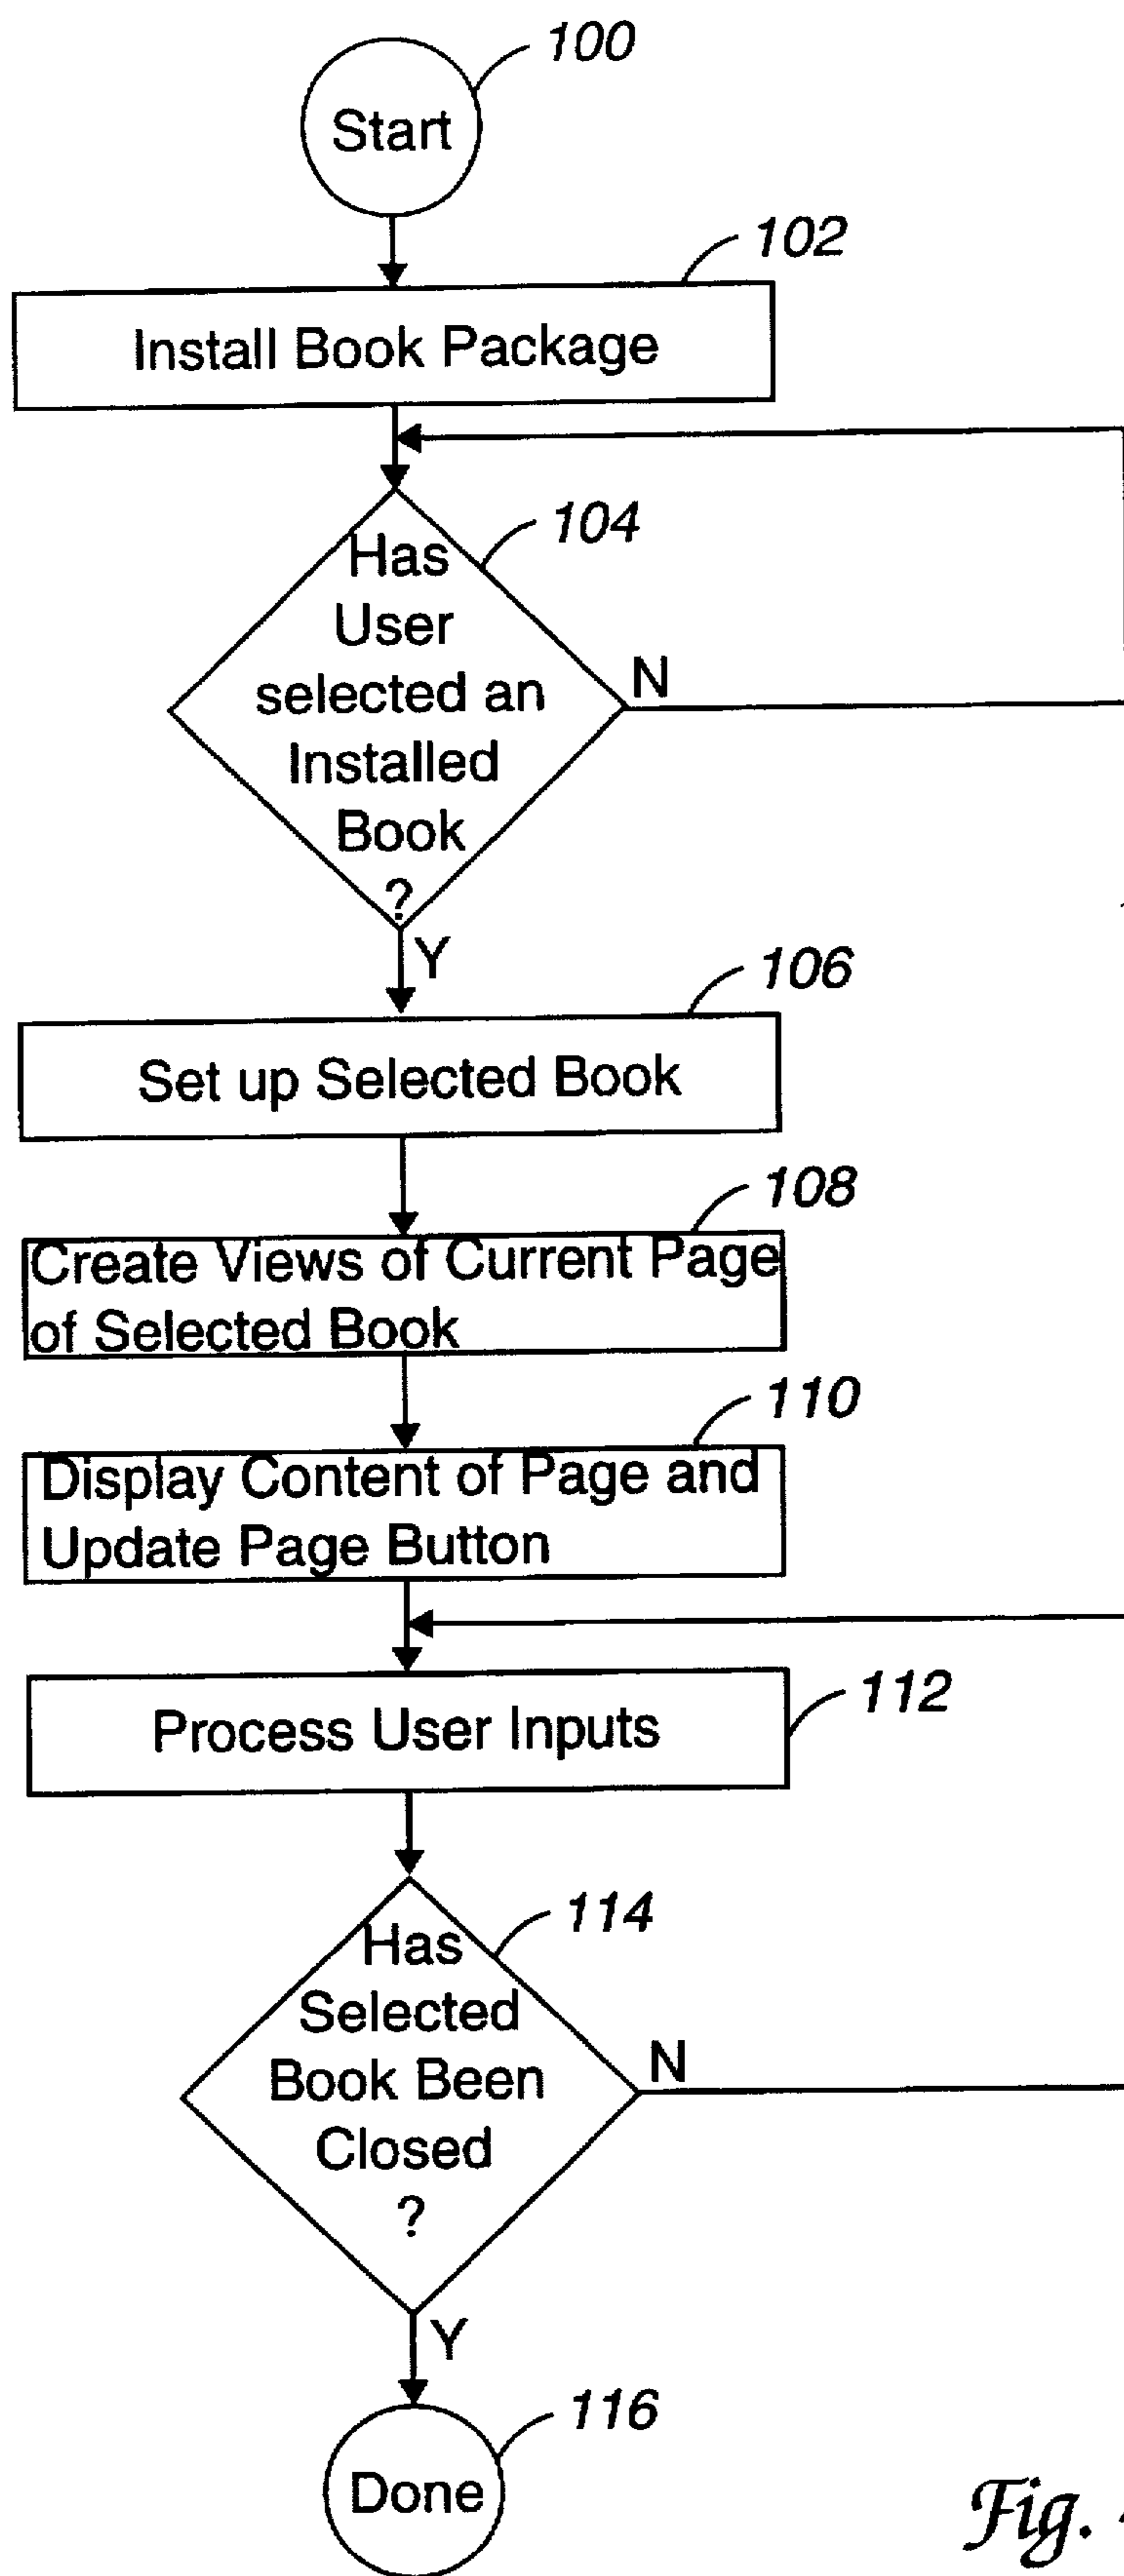 100
Start
102
Install Book Package
104
Has
User
selected an
Installed
Book
?
N
Y
106
Set up Selected Book
108
Create Views of Current Page
of Selected Book
110
Display Content of Page and
Update Page Button
112
Process User Inputs
114
Has
Selected
Book Been
Closed
?
N
Y
116
Done
Fig.